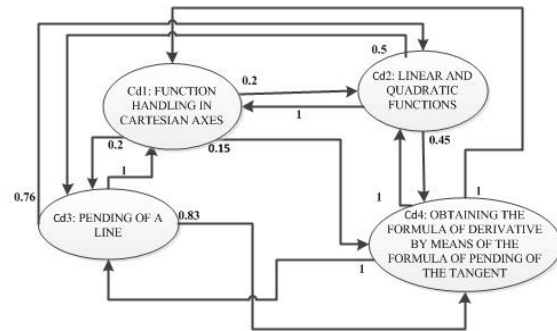 0.5
Cd1: FUNCTION
HANDLING IN
CARTESIAN AXES
0.2
Cd2: LINEAR AND
QUADRATIC
FUNCTIONS
1
0.2
0.15
0.45
1
0.76
Cd3: PENDING OF A
LINE
0.83
1
1
Cd4: OBTAINING THE
FORMULA OF DERIVATIVE
BY MEANS OF THE
FORMULA OF PENDING OF
THE TANGENT
1